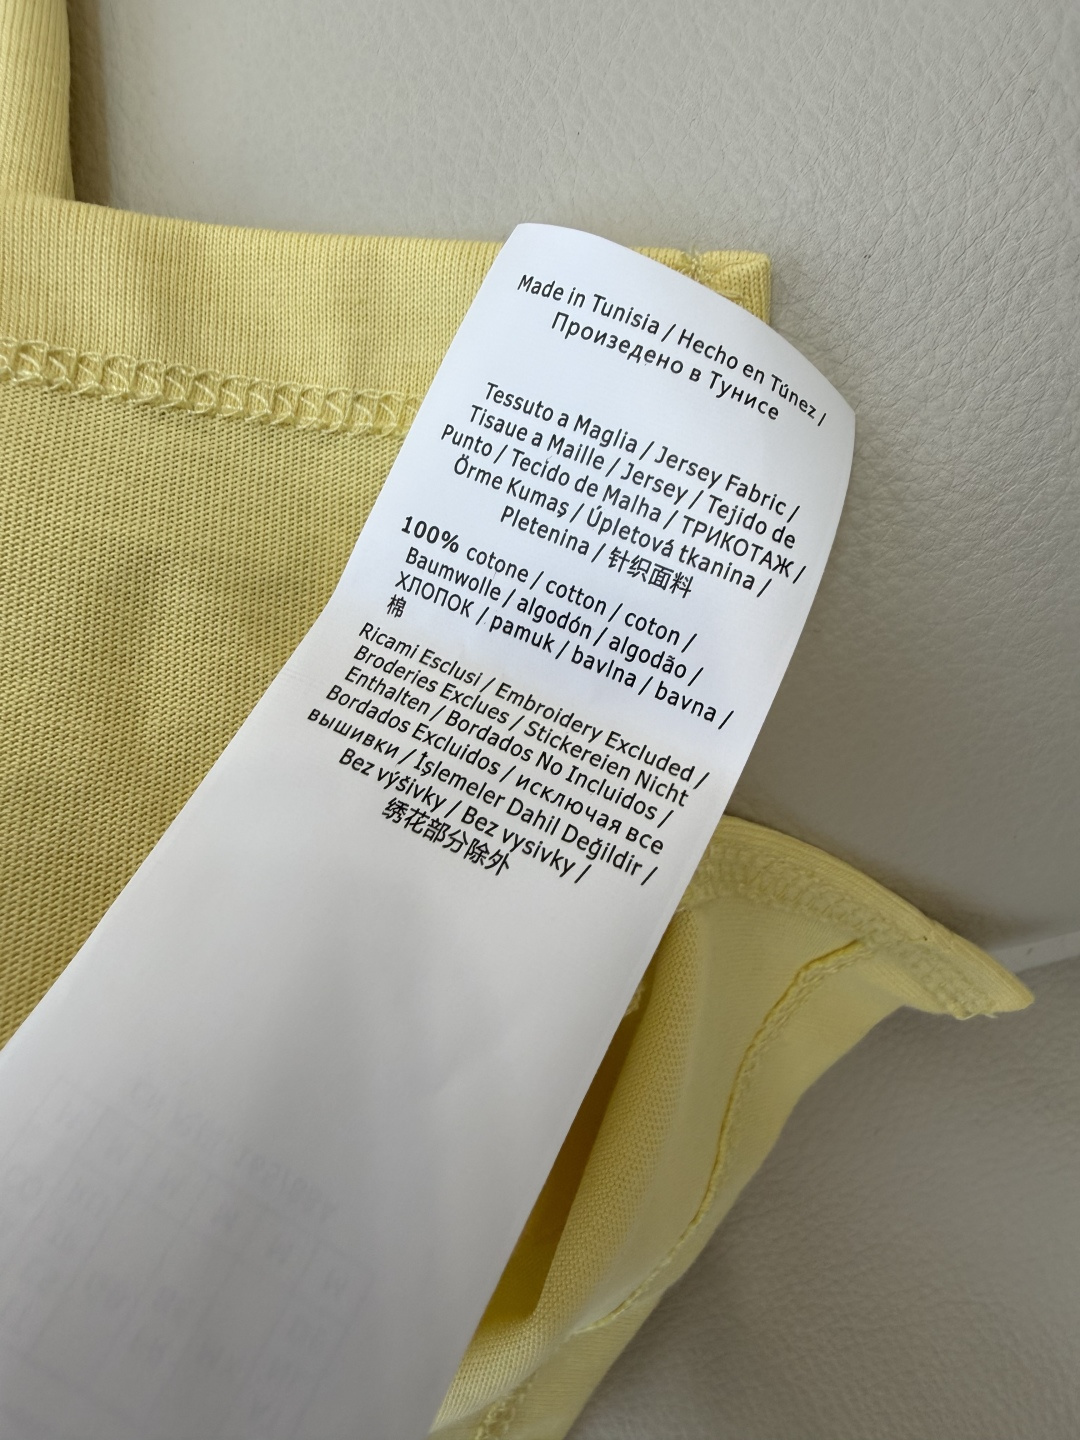 Made in Tunisia / Hecho en Túnez /
Произедено в Тунисе
Tessuto a Maglia / Jersey Fabric /
Tisaue a Maille / Jersey / Tejido de
Punto / Tecido de Malha / ТРИКОТАЖ /
Örme Kumaş / Úpletová tkanina /
Pletenina / 针织面料
100% cotone / cotton / coton /
Baumwolle / algodón / algodão /
ХЛОПОК / pamuk / bavlna / bavna /
棉
Ricami Esclusi / Embroidery Excluded /
Broderies Exclues / Stickereien Nicht
Enthalten / Bordados No Incluidos /
Bordados Excluidos / исключая все
вышивки / İşlemeler Dahil Değildir /
Bez výšivky / Bez vysivky /
绣花部分除外